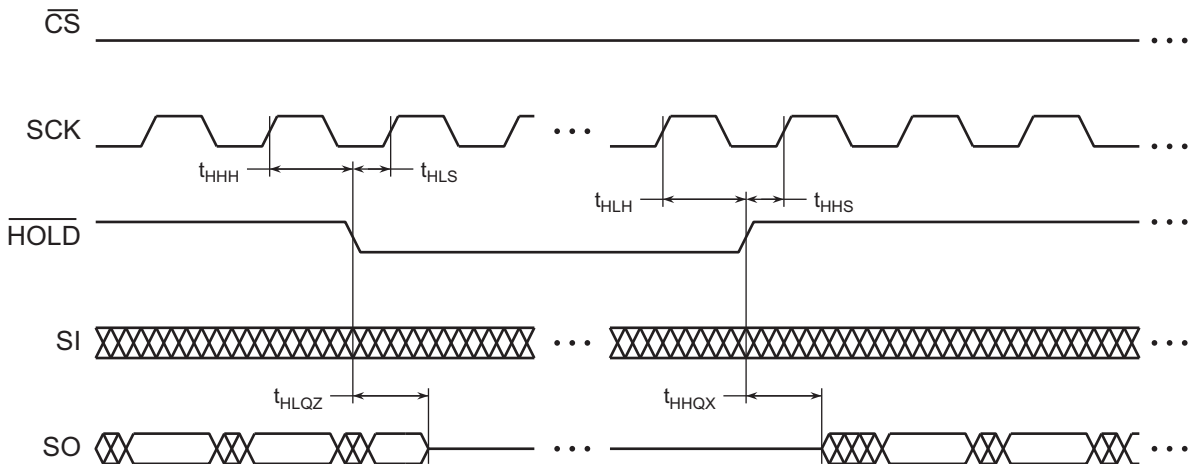 CS
SCK
tHHH
tHLS
tHLH
tHHS
HOLD
SI
tHLQZ
tHHQX
SO